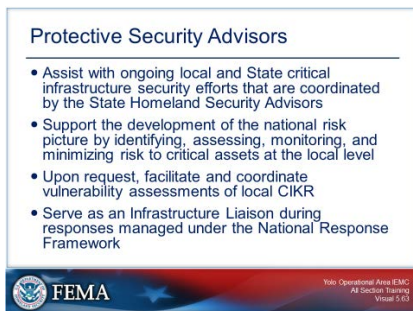 Protective Security Advisors
• Assist with ongoing local and State critical
infrastructure security efforts that are coordinated
by the State Homeland Security Advisors
• Support the development of the national risk
picture by identifying, assessing, monitoring, and
minimizing risk to critical assets at the local level
• Upon request, facilitate and coordinate
vulnerability assessments of local CIKR
• Serve as an Infrastructure Liaison during
responses managed under the National Response
Framework
FEMA
Yolo Operational Area IEMC
All Section Training
Visual 5.63